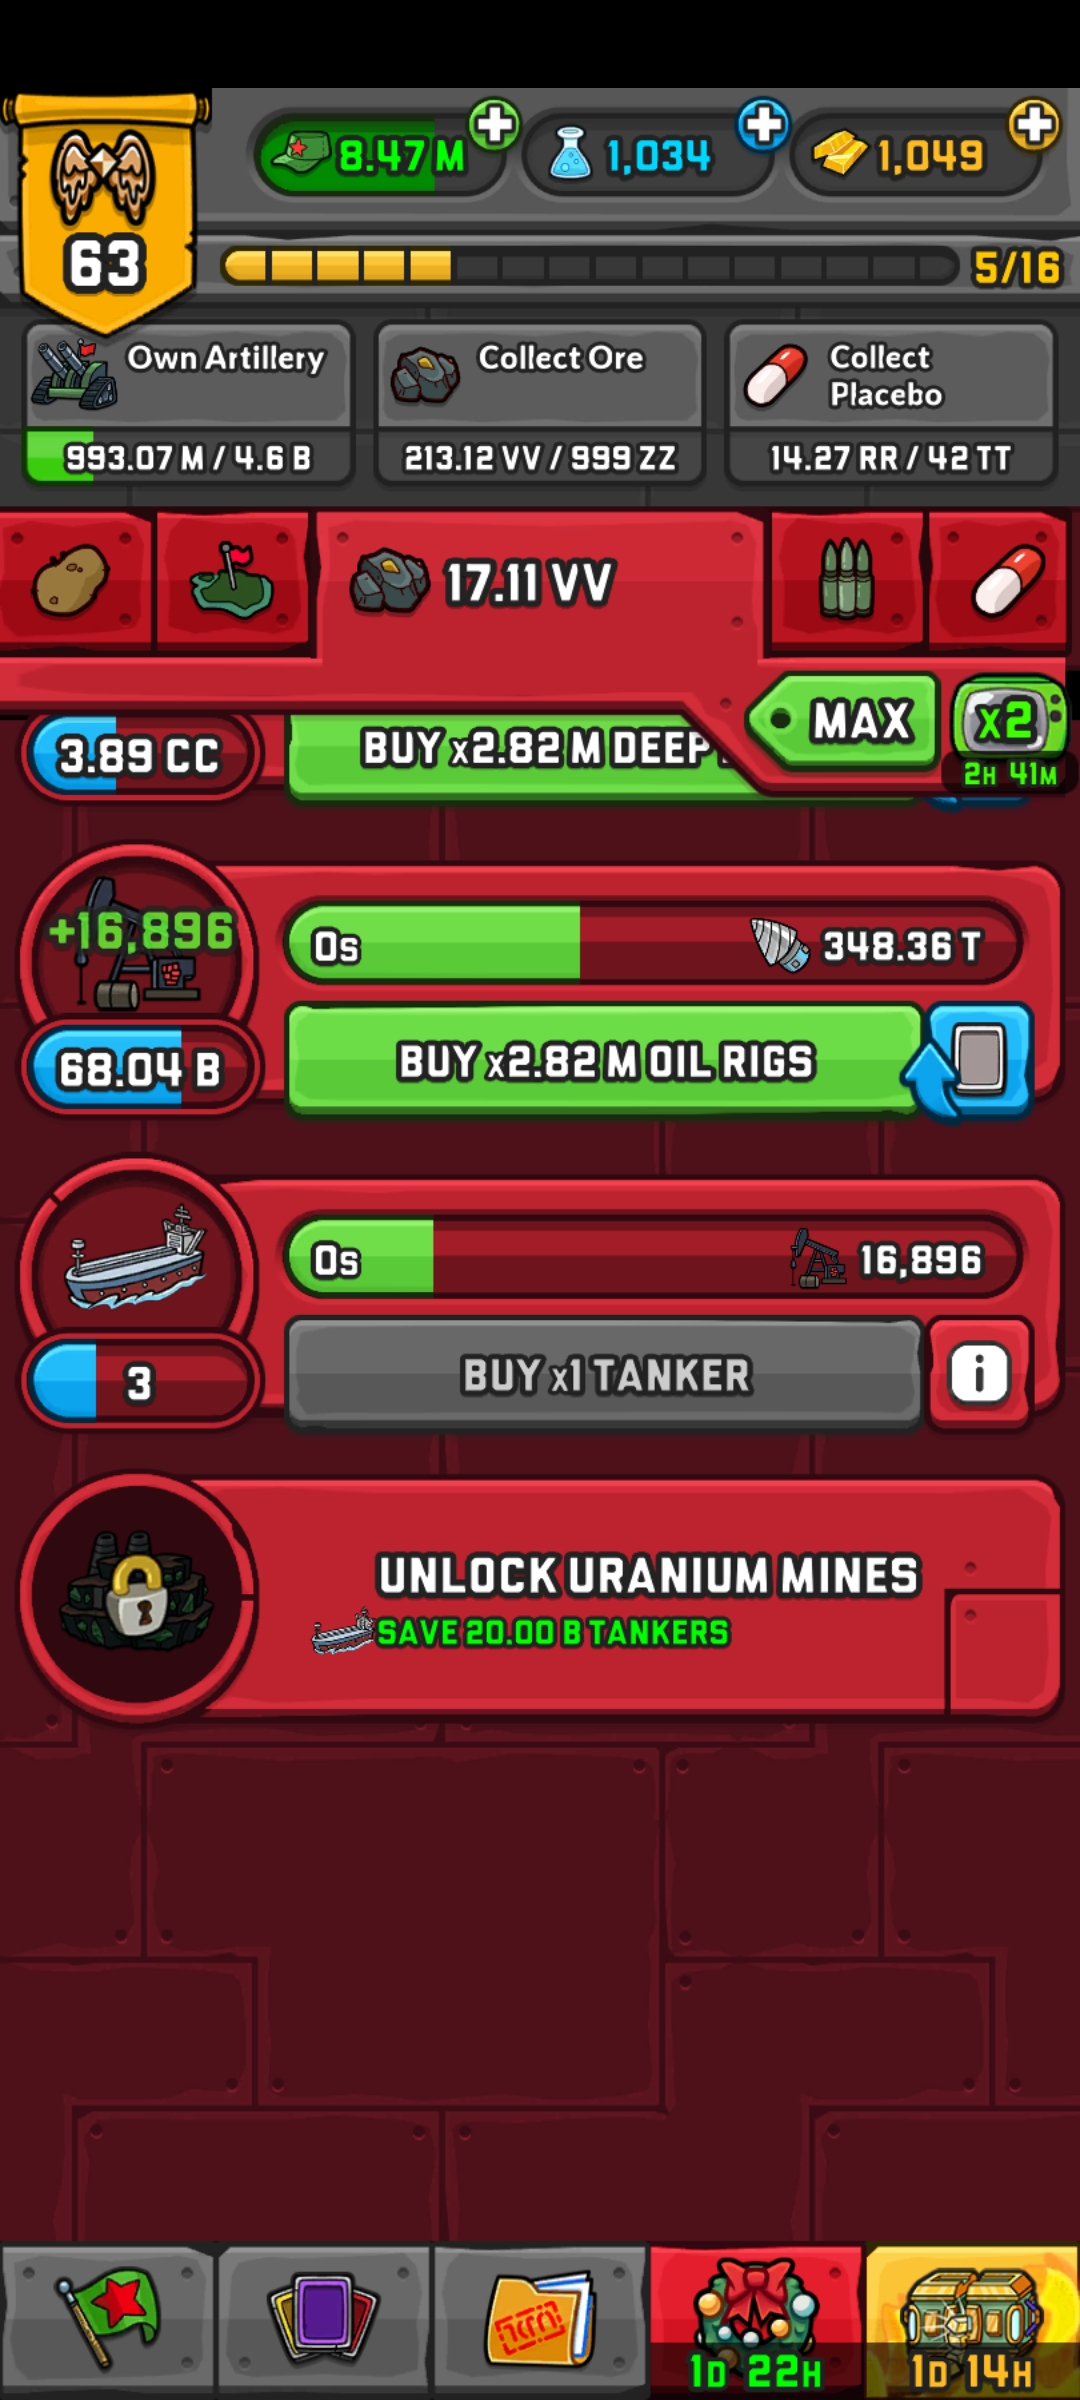 8.47 M
1,034
1,049
63
5/16
Own Artillery
993.07 M / 4.6 B
Collect Ore
213.12 VV / 999 ZZ
Collect
Placebo
14.27 RR / 42 TT
17.11 VV
MAX
x2
2H 41M
3.89 CC
BUY x2.82 M DEEP
+16,896
0s
348.36 T
68.04 B
BUY x2.82 M OIL RIGS
0s
16,896
3
BUY x1 TANKER
i
UNLOCK URANIUM MINES
SAVE 20.00 B TANKERS
1D 22H
1D 14H